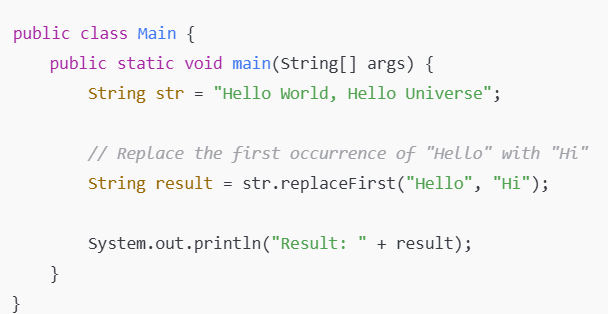 public class Main {
    public static void main(String[] args) {
        String str = "Hello World, Hello Universe";
        // Replace the first occurrence of "Hello" with "Hi"
        String result = str.replaceFirst("Hello", "Hi");
        System.out.println("Result: " + result);
    }
}